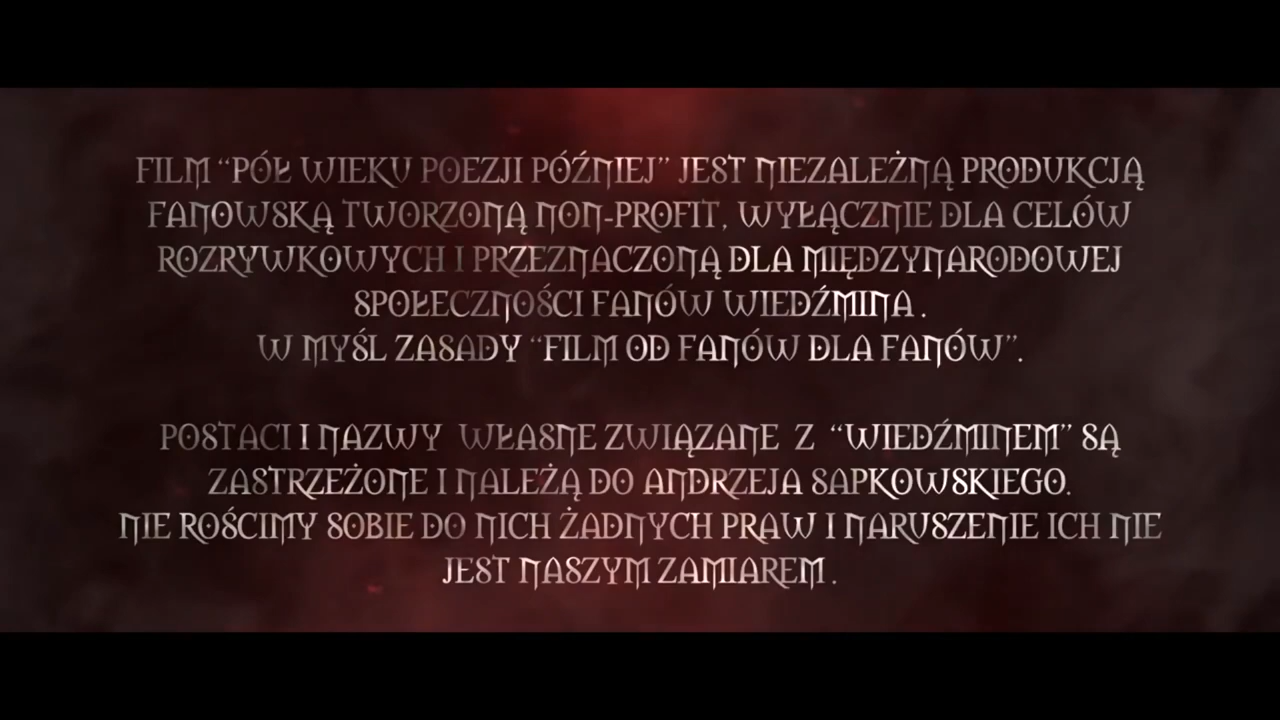 FILM “PÓŁ WIEKU POEZJI PÓŹNIEJ” JEST NIEZALEŻNĄ PRODUKCJĄ
FANOWSKĄ TWORZONĄ NON-PROFIT, WYŁĄCZNIE DLA CELÓW
ROZRYWKOWYCH I PRZEZNACZONĄ DLA MIĘDZYNARODOWEJ
SPOŁECZNOŚCI FANÓW WIEDŹMINA.
W MYŚL ZASADY “FILM OD FANÓW DLA FANÓW”.
POSTACI I NAZWY WŁASNE ZWIĄZANE Z “WIEDŹMINEM” SĄ
ZASTRZEŻONE I NALEŻĄ DO ANDRZEJA SAPKOWSKIEGO.
NIE ROŚCIMY SOBIE DO NICH ŻADNYCH PRAW I NARUSZENIE ICH NIE
JEST NASZYM ZAMIAREM.